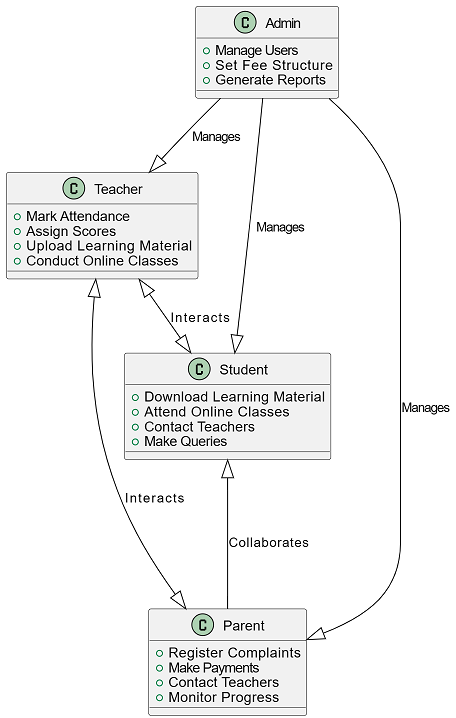 C Admin
Manage Users
Set Fee Structure
Generate Reports
Manages
C Teacher
Mark Attendance
Assign Scores
Upload Learning Material
Conduct Online Classes
Manages
Interacts
C Student
Download Learning Material
Attend Online Classes
Contact Teachers
Make Queries
Manages
Interacts
Collaborates
C Parent
Register Complaints
Make Payments
Contact Teachers
Monitor Progress